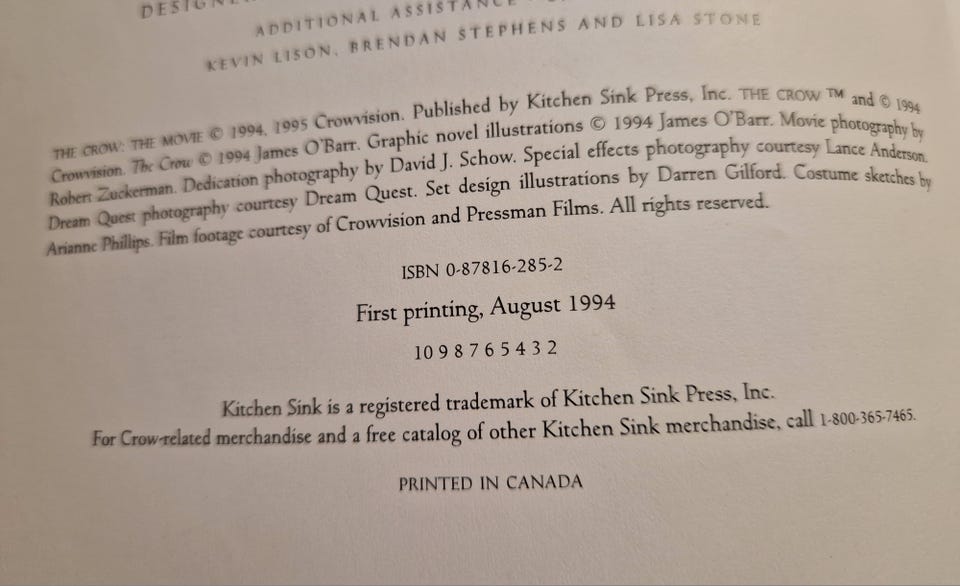 ADDITIONAL ASSISTANCE
KEVIN LISON, BRENDAN STEPHENS AND LISA STONE
THE CROW: THE MOVIE © 1994, 1995 Crowvision. Published by Kitchen Sink Press, Inc. THE CROW ™ and © 1994
Crowvision. The Crow © 1994 James O'Barr. Graphic novel illustrations © 1994 James O'Barr. Movie photography by
Robert Zuckerman. Dedication photography by David J. Schow. Special effects photography courtesy Lance Anderson.
Dream Quest photography courtesy Dream Quest. Set design illustrations by Darren Gilford. Costume sketches by
Arianne Phillips. Film footage courtesy of Crowvision and Pressman Films. All rights reserved.
ISBN 0-87816-285-2
First printing, August 1994
10 9 8 7 6 5 4 3 2
Kitchen Sink is a registered trademark of Kitchen Sink Press, Inc.
For Crow-related merchandise and a free catalog of other Kitchen Sink merchandise, call 1-800-365-7465.
PRINTED IN CANADA